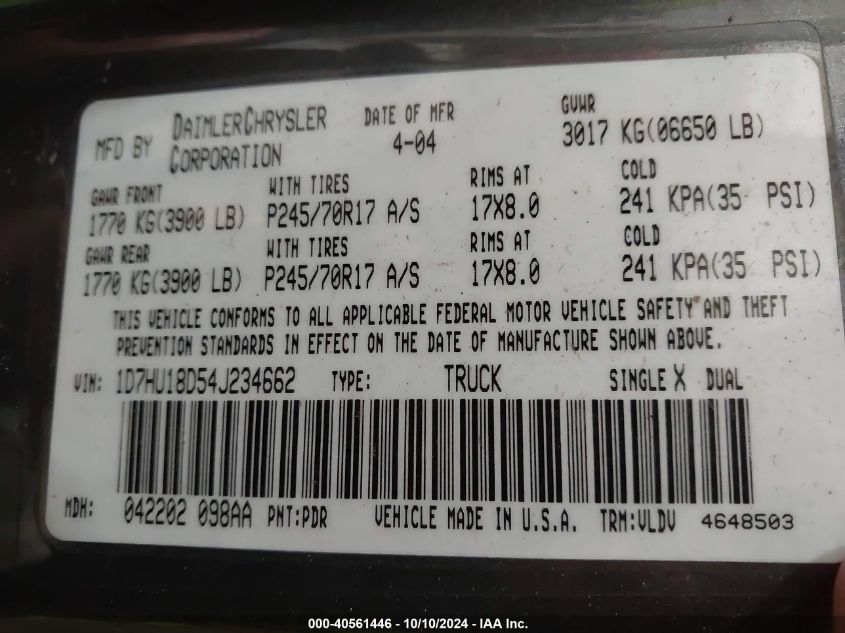 MFD BY DAIMLERCHRYSLER CORPORATION
DATE OF MFR 4-04
GVWR 3017 KG(06650 LB)
GAWR FRONT WITH TIRES RIMS AT COLD
1770 KG(3900 LB) P245/70R17 A/S 17X8.0 241 KPA(35 PSI)
GAWR REAR WITH TIRES RIMS AT COLD
1770 KG(3900 LB) P245/70R17 A/S 17X8.0 241 KPA(35 PSI)
THIS VEHICLE CONFORMS TO ALL APPLICABLE FEDERAL MOTOR VEHICLE SAFETY AND THEFT
PREVENTION STANDARDS IN EFFECT ON THE DATE OF MANUFACTURE SHOWN ABOVE.
VIN: 1D7HU18D54J234662 TYPE: TRUCK SINGLE X DUAL
MDH: 042202 098AA PNT:PDR VEHICLE MADE IN U.S.A. TRM:VLDV 4648503
000-40561446 - 10/10/2024 - IAA Inc.